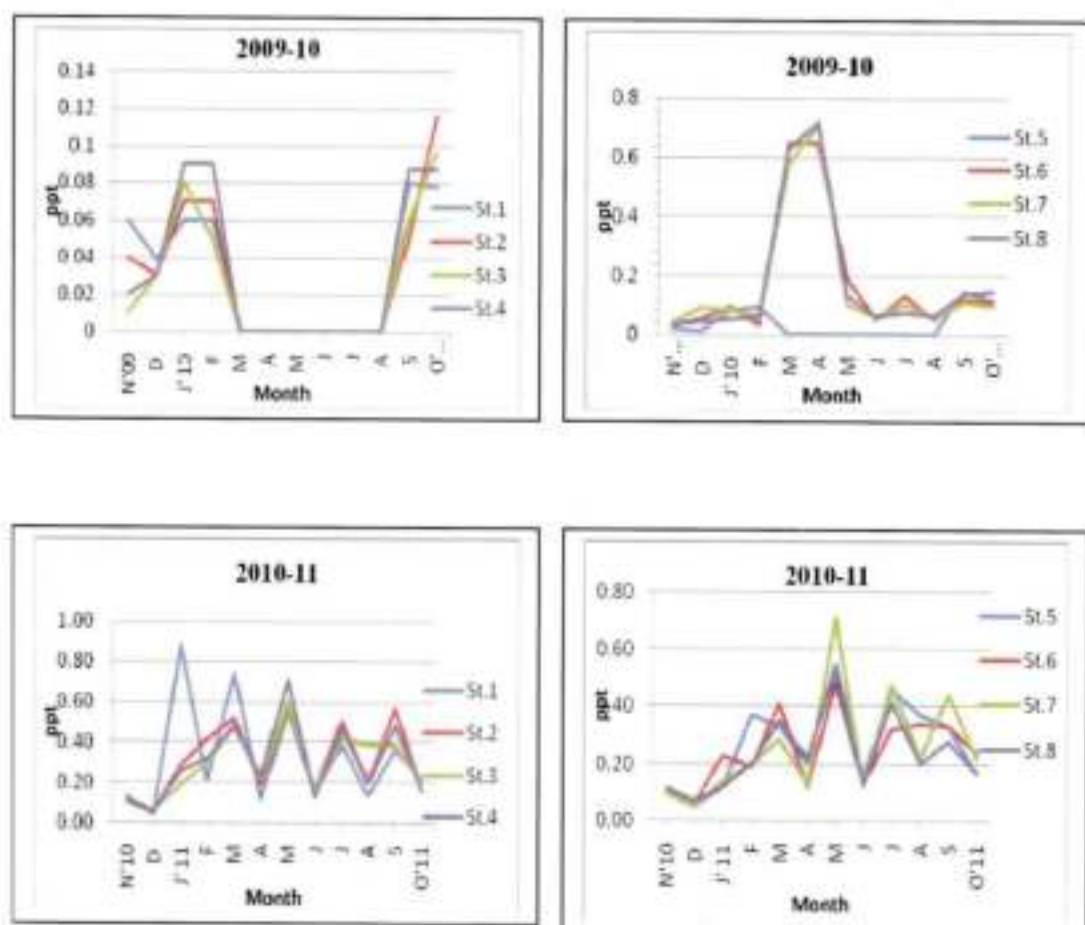 2009-10
0.14
0.12
0.1
0.08
0.06
0.04
0.02
0
ppt
St.1
St.2
St.3
St.4
N'09 D J'10 F M A M J J A S O'...
Month
2009-10
0.8
0.6
0.4
0.2
0
ppt
St.5
St.6
St.7
St.8
N'... D J'10 F M A M J J A S O'...
Month
2010-11
1.00
0.80
0.60
0.40
0.20
0.00
ppt
St.1
St.2
St.3
St.4
N'10 D J'11 F M A M J J A S O'11
Month
2010-11
0.80
0.60
0.40
0.20
0.00
ppt
St.5
St.6
St.7
St.8
N'10 D J'11 F M A M J J A S O'11
Month